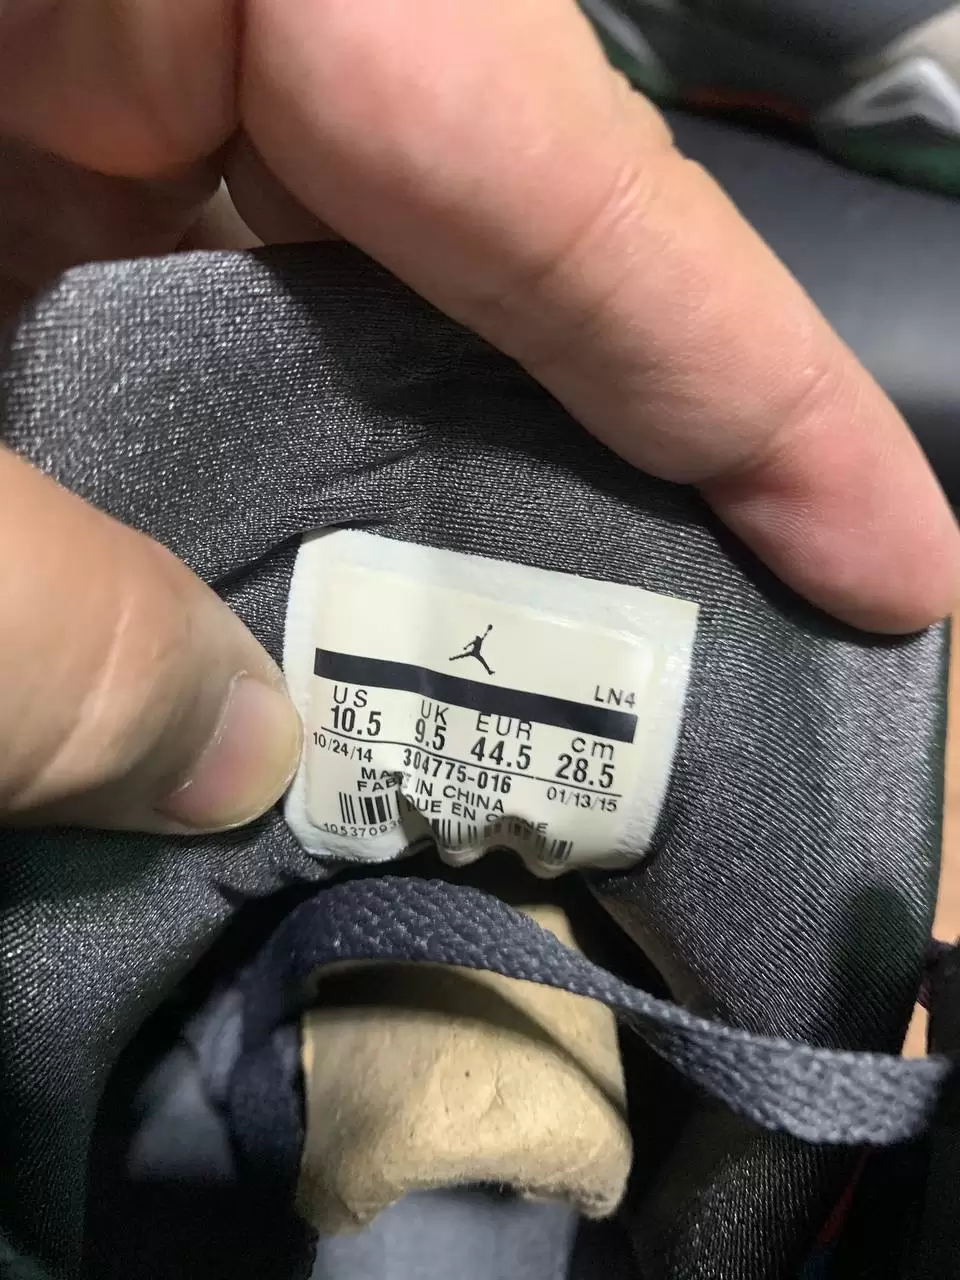 LN4
US UK EUR cm
10.5 9.5 44.5 28.5
10/24/14 304775-016 01/13/15
IN CHINA
EN